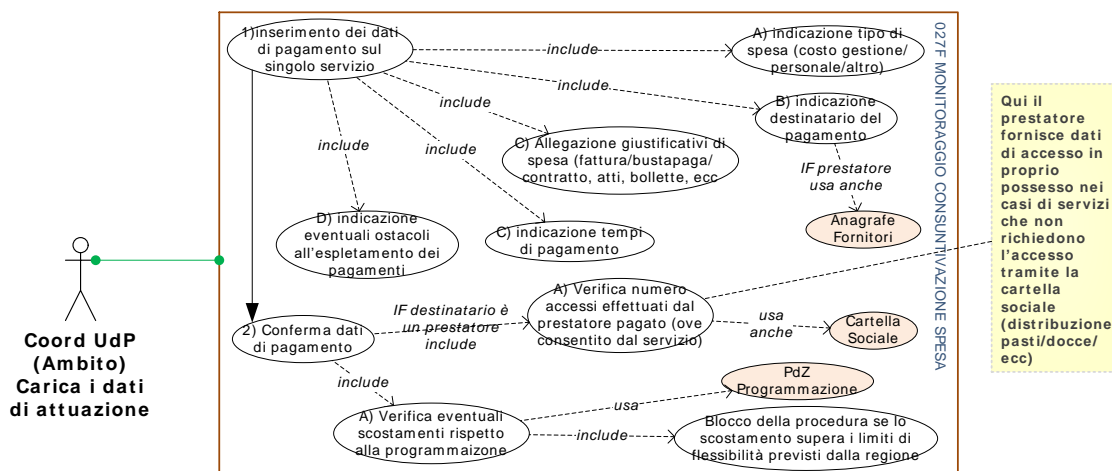 1)inserimento dei dati
di pagamento sul
singolo servizio
include
A) indicazione tipo di
spesa (costo gestione/
personale/altro)
include
B) indicazione
destinatario del
pagamento
include
C) Allegazione giustificativi di
spesa (fattura/bustapaga/
contratto, atti, bollette, ecc
include
C) indicazione tempi
di pagamento
include
D) indicazione
eventuali ostacoli
all'espletamento dei
pagamenti
IF prestatore
usa anche
Anagrafe
Fornitori
027F MONITORAGGIO CONSUNTIVAZIONE SPESA
Qui il
prestatore
fornisce dati
di accesso in
proprio
possesso nei
casi di servizi
che non
richiedono
l'accesso
tramite la
cartella
sociale
(distribuzione
pasti/docce/
ecc)
Coord UdP
(Ambito)
Carica i dati
di attuazione
2) Conferma dati
di pagamento
IF destinatario è
un prestatore
include
A) Verifica numero
accessi effettuati dal
prestatore pagato (ove
consentito dal servizio)
usa
anche
Cartella
Sociale
include
A) Verifica eventuali
scostamenti rispetto
alla programmaizone
usa
PdZ
Programmazione
include
Blocco della procedura se lo
scostamento supera i limiti di
flessibilità previsti dalla regione